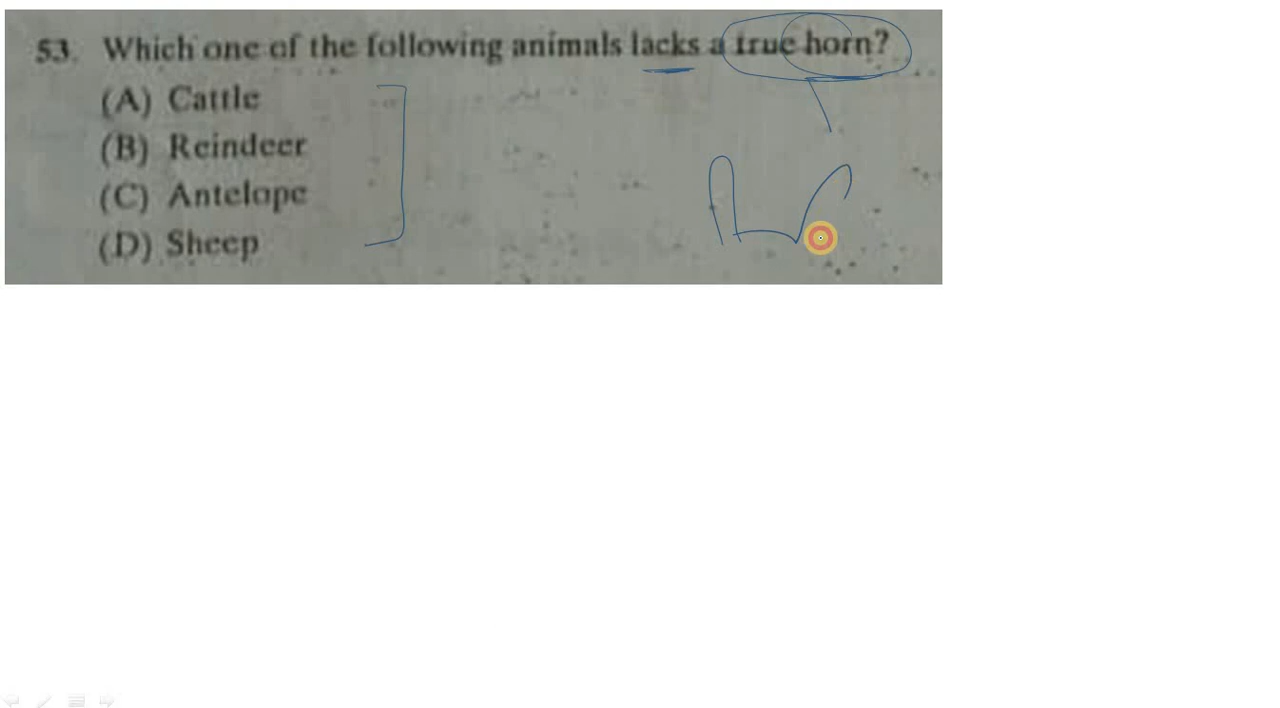 53. Which one of the following animals lacks a true horn?
(A) Cattle
(B) Reindeer
(C) Antelope
(D) Sheep